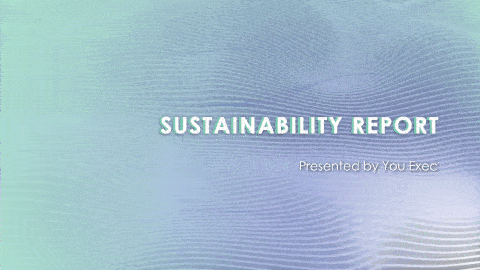 SUSTAINABILITY REPORT
Presented by You Exec